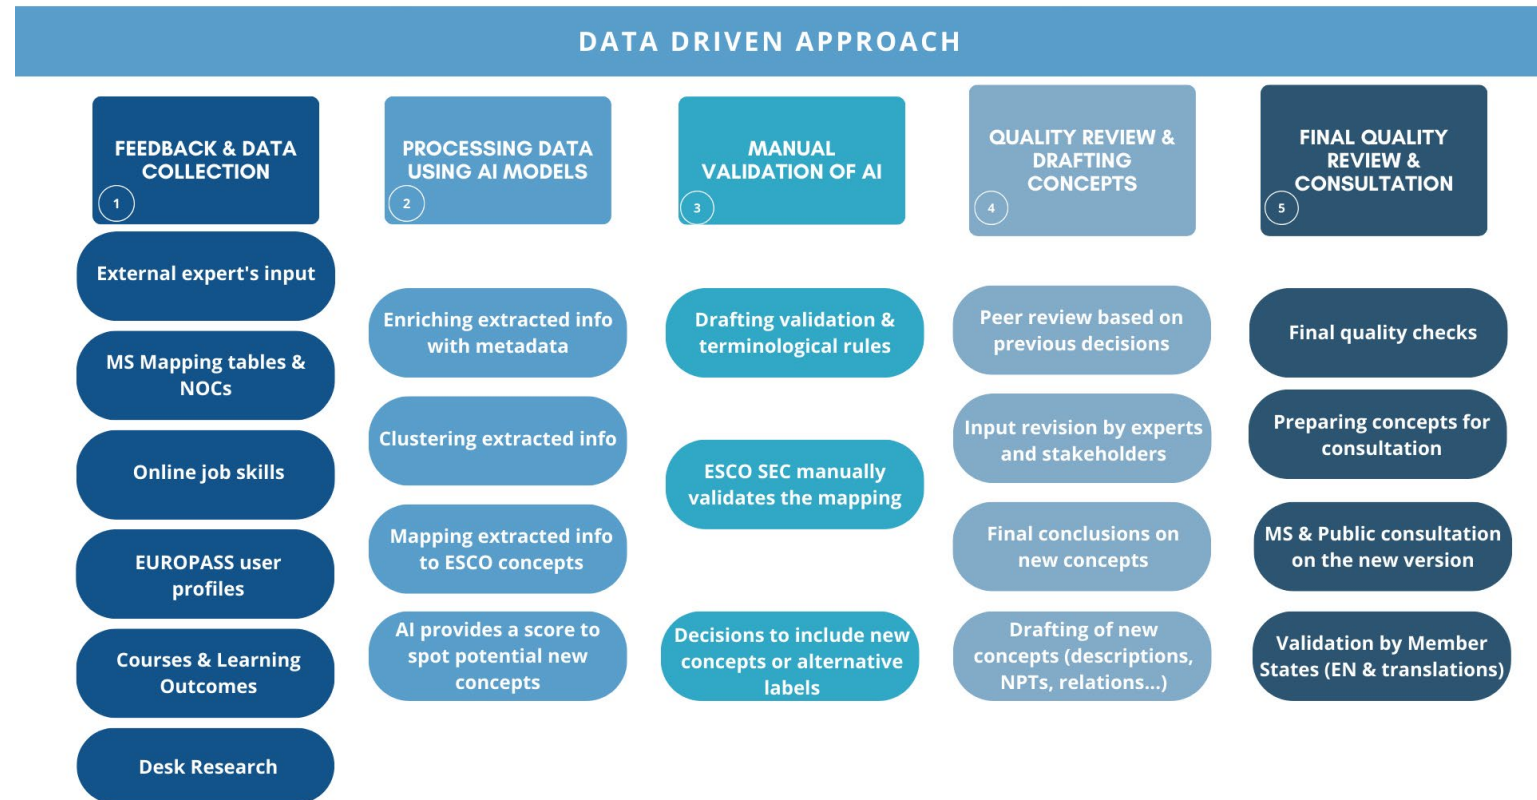 DATA DRIVEN APPROACH
FEEDBACK & DATA
COLLECTION
1
External expert's input
MS Mapping tables &
NOCs
Online job skills
EUROPASS user
profiles
Courses & Learning
Outcomes
Desk Research
PROCESSING DATA
USING AI MODELS
2
Enriching extracted info
with metadata
Clustering extracted info
Mapping extracted info
to ESCO concepts
AI provides a score to
spot potential new
concepts
MANUAL
VALIDATION OF AI
3
Drafting validation &
terminological rules
ESCO SEC manually
validates the mapping
Decisions to include new
concepts or alternative
labels
QUALITY REVIEW &
DRAFTING
CONCEPTS
4
Peer review based on
previous decisions
Input revision by experts
and stakeholders
Final conclusions on
new concepts
Drafting of new
concepts (descriptions,
NPTs, relations...)
FINAL QUALITY
REVIEW &
CONSULTATION
5
Final quality checks
Preparing concepts for
consultation
MS & Public consultation
on the new version
Validation by Member
States (EN & translations)